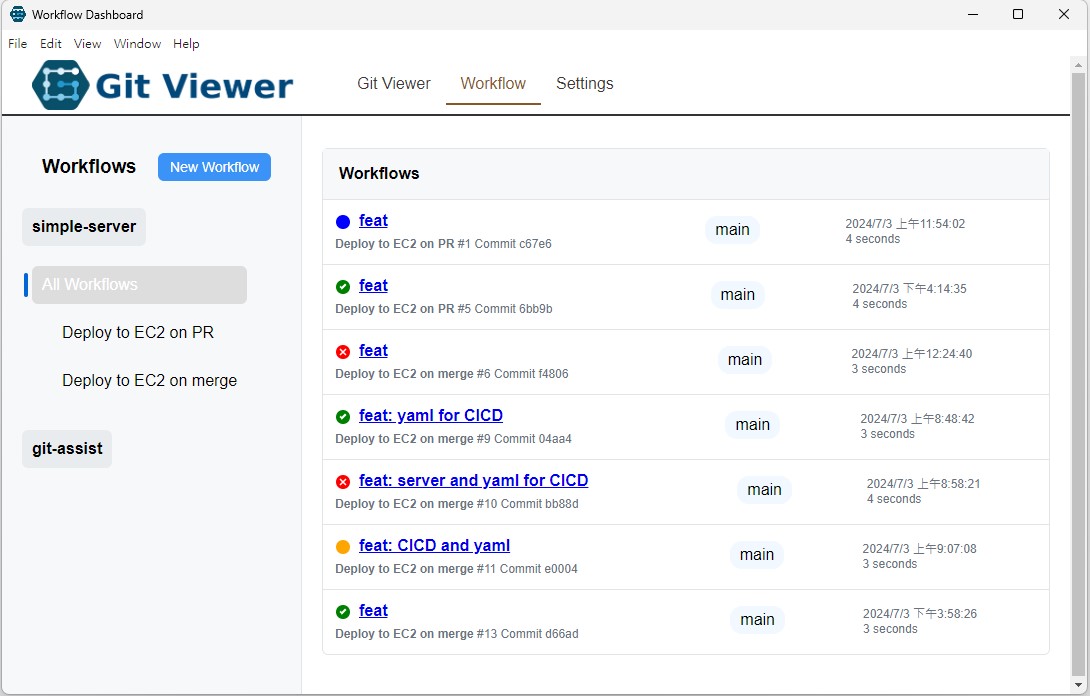 Workflow Dashboard
File Edit View Window Help
Git Viewer
Git Viewer Workflow Settings
Workflows New Workflow
simple-server
All Workflows
Deploy to EC2 on PR
Deploy to EC2 on merge
git-assist
Workflows
feat
Deploy to EC2 on PR #1 Commit c67e6
main
2024/7/3 上午11:54:02
4 seconds
feat
Deploy to EC2 on PR #5 Commit 6bb9b
main
2024/7/3 下午4:14:35
4 seconds
feat
Deploy to EC2 on merge #6 Commit f4806
main
2024/7/3 上午12:24:40
3 seconds
feat: yaml for CICD
Deploy to EC2 on merge #9 Commit 04aa4
main
2024/7/3 上午8:48:42
3 seconds
feat: server and yaml for CICD
Deploy to EC2 on merge #10 Commit bb88d
main
2024/7/3 上午8:58:21
4 seconds
feat: CICD and yaml
Deploy to EC2 on merge #11 Commit e0004
main
2024/7/3 上午9:07:08
3 seconds
feat
Deploy to EC2 on merge #13 Commit d66ad
main
2024/7/3 下午3:58:26
3 seconds